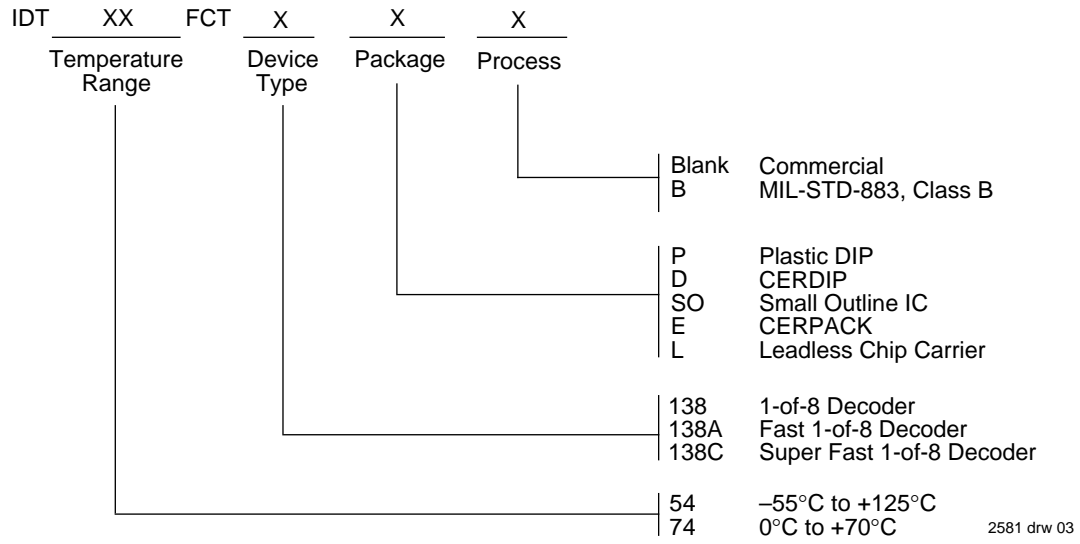 IDT XX FCT X X X
Temperature Range
Device Type
Package
Process
Blank Commercial
B MIL-STD-883, Class B
P Plastic DIP
D CERDIP
SO Small Outline IC
E CERPACK
L Leadless Chip Carrier
138 1-of-8 Decoder
138A Fast 1-of-8 Decoder
138C Super Fast 1-of-8 Decoder
54 –55°C to +125°C
74 0°C to +70°C
2581 drw 03